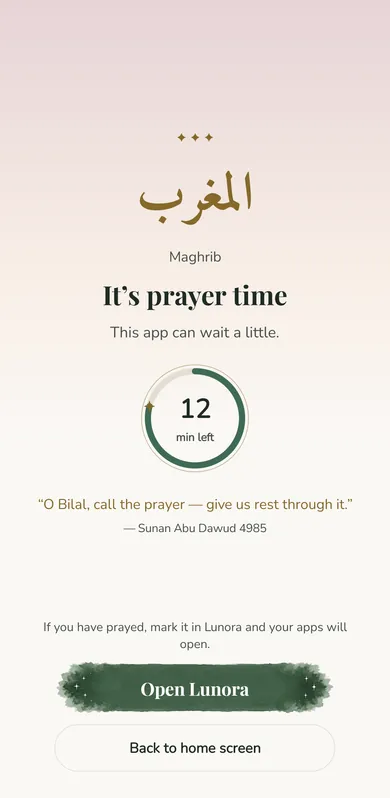 المغرب
Maghrib
It’s prayer time
This app can wait a little.
12
min left
“O Bilal, call the prayer — give us rest through it.”
— Sunan Abu Dawud 4985
If you have prayed, mark it in Lunora and your apps will
open.
Open Lunora
Back to home screen